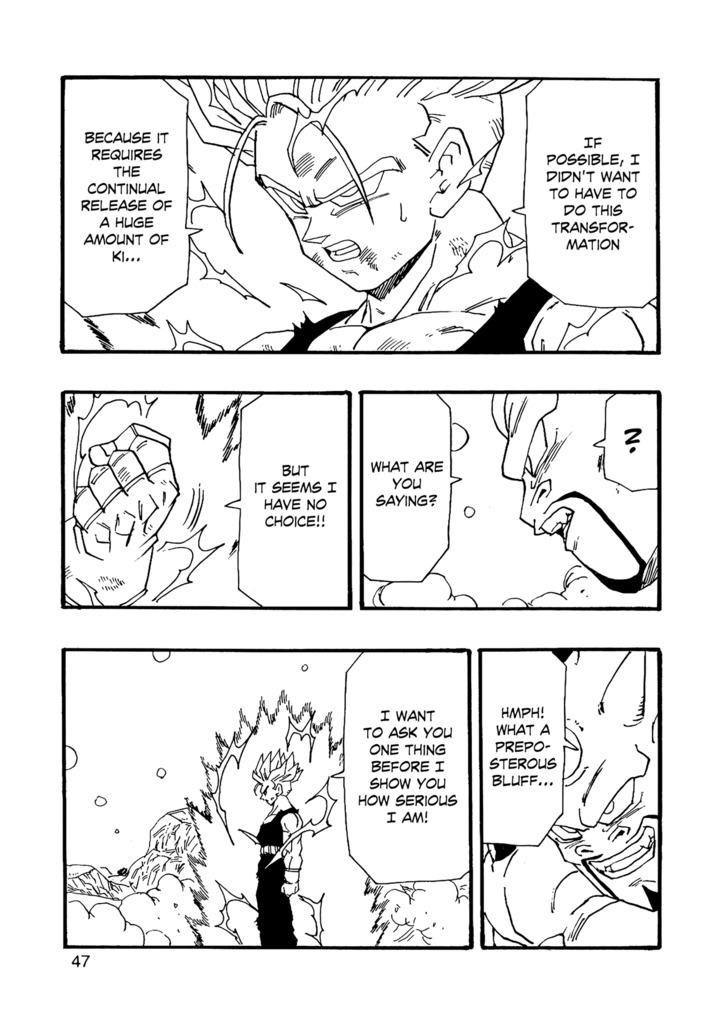 IF
POSSIBLE, I
DIDN'T WANT
TO HAVE TO
DO THIS
TRANSFOR-
MATION
BECAUSE IT
REQUIRES
THE
CONTINUAL
RELEASE OF
A HUGE
AMOUNT OF
KI...
?
WHAT ARE
YOU
SAYING?
BUT
IT SEEMS I
HAVE NO
CHOICE!!
HMPH!
WHAT A
PREPO-
STEROUS
BLUFF...
I WANT
TO ASK YOU
ONE THING
BEFORE I
SHOW YOU
HOW SERIOUS
I AM!
47